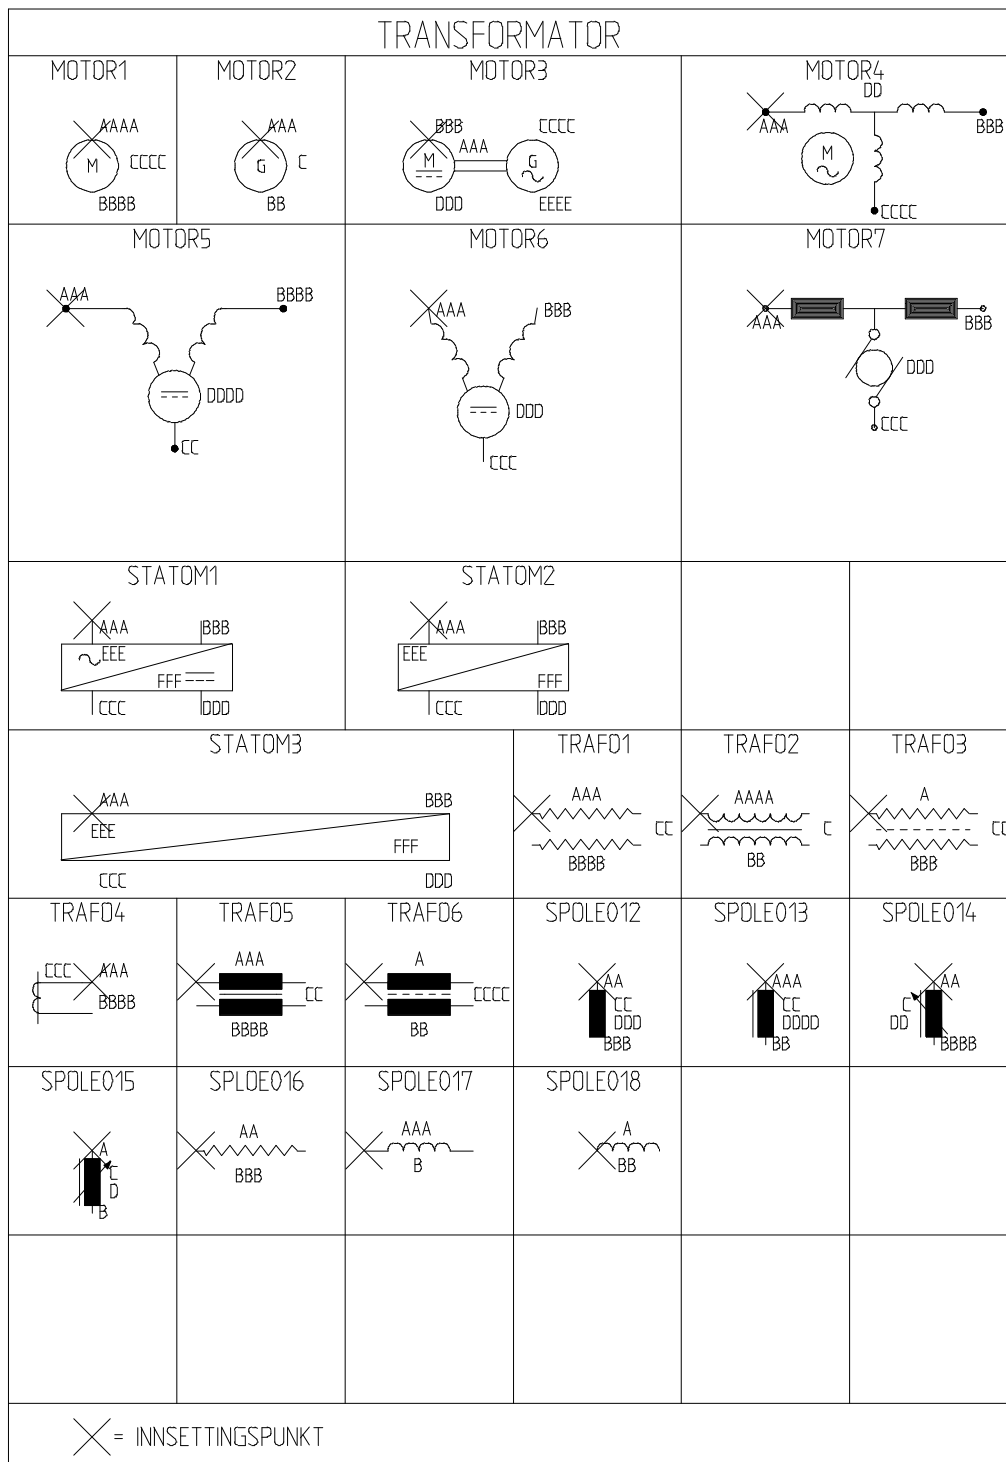 TRANSFORMATOR
MOTOR1
AAAA
M
CCCC
BBBB
MOTOR2
AAA
G
C
BB
MOTOR3
BBB
CCCC
AAA
M
G
DDD
EEEE
MOTOR4
DD
AAA
BBB
M
CCCC
MOTOR5
AAA
BBBB
DDDD
CC
MOTOR6
AAA
BBB
DDD
CCC
MOTOR7
AAA
BBB
DDD
CCC
STATOM1
AAA
BBB
EEE
FFF
CCC
DDD
STATOM2
AAA
BBB
EEE
FFF
CCC
DDD
STATOM3
AAA
BBB
EEE
FFF
CCC
DDD
TRAFO1
AAA
CC
BBBB
TRAFO2
AAAA
C
BB
TRAFO3
A
CC
BBB
TRAFO4
CCC
AAA
BBBB
TRAFO5
AAA
CC
BBBB
TRAFO6
A
CCCC
BB
SPOLE012
AA
CC
DDD
BBB
SPOLE013
AAA
CC
DDDD
BB
SPOLE014
AA
C
DD
BBBB
SPOLE015
A
C
D
B
SPLOE016
AA
BBB
SPOLE017
AAA
B
SPOLE018
A
BB
= INNSETTINGSPUNKT